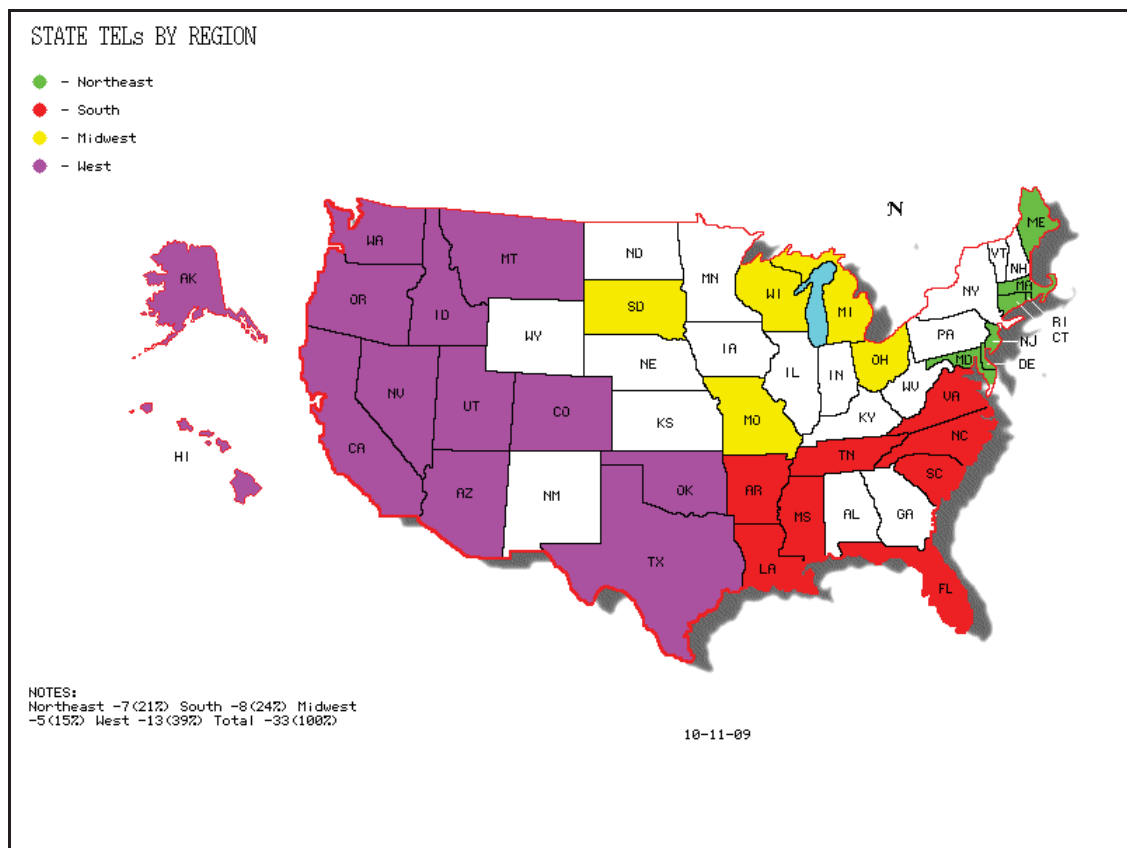 STATE TELs BY REGION
- Northeast
- South
- Midwest
- West
N
ME
WA
MT
ND
MN
VT
NH
AK
OR
ID
SD
WI
MI
NY
MA
RI
CT
WY
IA
PA
NJ
DE
NV
UT
CO
NE
IL
IN
OH
MD
WV
VA
HI
CA
KS
MO
KY
NC
AZ
NM
OK
AR
TN
SC
MS
AL
GA
TX
LA
FL
NOTES:
Northeast -7(21%) South -8(24%) Midwest
-5(15%) West -13(39%) Total -33(100%)
10-11-09